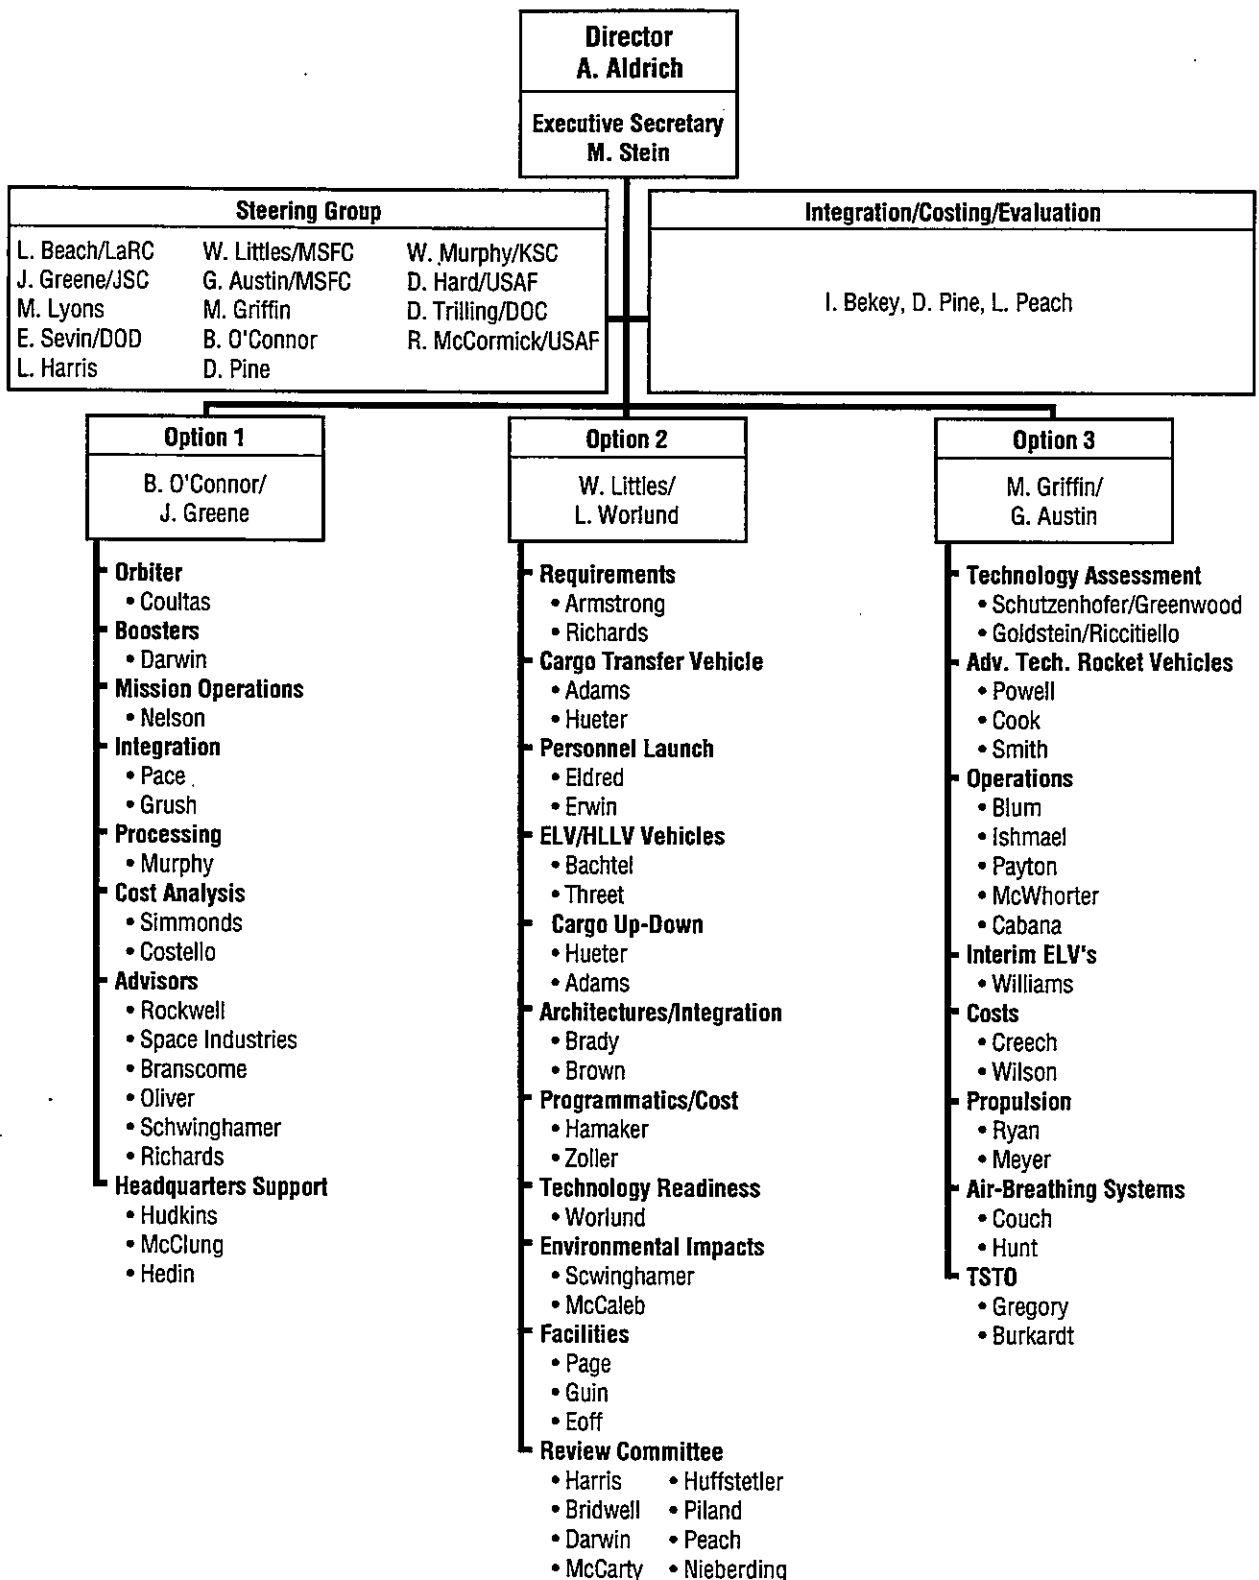 Director
A. Aldrich
Executive Secretary
M. Stein
Steering Group
L. Beach/LaRC W. Littles/MSFC W. Murphy/KSC
J. Greene/JSC G. Austin/MSFC D. Hard/USAF
M. Lyons M. Griffin D. Trilling/DOC
E. Sevin/DOD B. O'Connor R. McCormick/USAF
L. Harris D. Pine
Integration/Costing/Evaluation
I. Bekey, D. Pine, L. Peach
Option 1
B. O'Connor/
J. Greene
Orbiter
• Coultas
Boosters
• Darwin
Mission Operations
• Nelson
Integration
• Pace
• Grush
Processing
• Murphy
Cost Analysis
• Simmonds
• Costello
Advisors
• Rockwell
• Space Industries
• Branscome
• Oliver
• Schwinghamer
• Richards
Headquarters Support
• Hudkins
• McClung
• Hedin
Option 2
W. Littles/
L. Worlund
Requirements
• Armstrong
• Richards
Cargo Transfer Vehicle
• Adams
• Hueter
Personnel Launch
• Eldred
• Erwin
ELV/HLLV Vehicles
• Bachtel
• Threet
Cargo Up-Down
• Hueter
• Adams
Architectures/Integration
• Brady
• Brown
Programmatics/Cost
• Hamaker
• Zoller
Technology Readiness
• Worlund
Environmental Impacts
• Scwinghamer
• McCaleb
Facilities
• Page
• Guin
• Eoff
Review Committee
• Harris • Huffstetler
• Bridwell • Piland
• Darwin • Peach
• McCarty • Nieberding
Option 3
M. Griffin/
G. Austin
Technology Assessment
• Schutzenhofer/Greenwood
• Goldstein/Riccitiello
Adv. Tech. Rocket Vehicles
• Powell
• Cook
• Smith
Operations
• Blum
• Ishmael
• Payton
• McWhorter
• Cabana
Interim ELV's
• Williams
Costs
• Creech
• Wilson
Propulsion
• Ryan
• Meyer
Air-Breathing Systems
• Couch
• Hunt
TSTO
• Gregory
• Burkardt